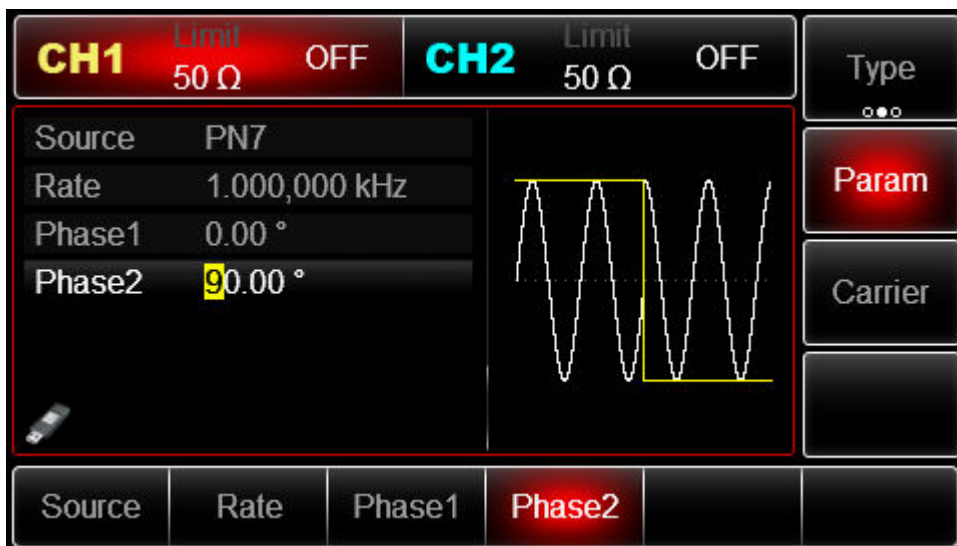 CH1 Limit 50 Ω OFF CH2 Limit 50 Ω OFF
Type
Source PN7
Rate 1.000,000 kHz
Phase1 0.00 °
Phase2 90.00 °
Param
Carrier
Source Rate Phase1 Phase2